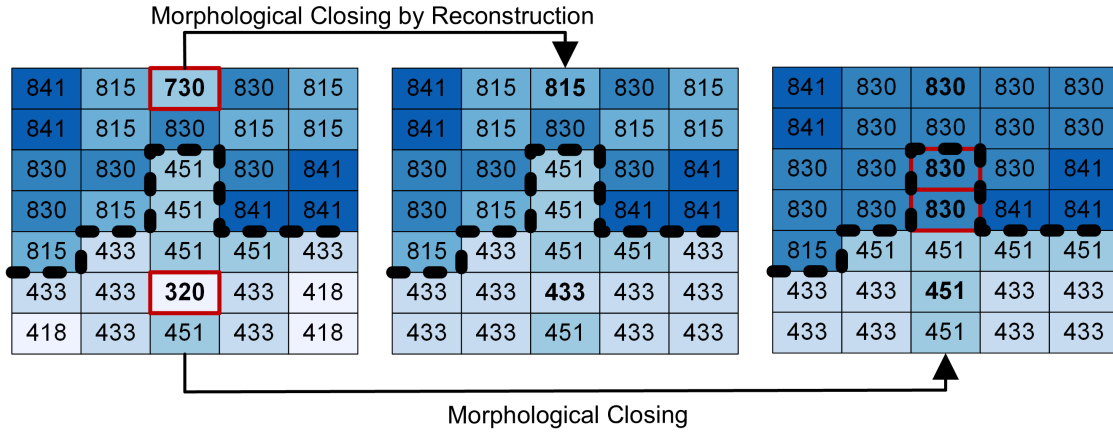 Morphological Closing by Reconstruction
841 815 730 830 815
841 815 830 815 815
830 830 451 830 841
830 815 451 841 841
815 433 451 451 433
433 433 320 433 418
418 433 451 433 418
841 815 815 830 815
841 815 830 815 815
830 830 451 830 841
830 815 451 841 841
815 433 451 451 433
433 433 433 433 433
433 433 451 433 433
841 830 830 830 830
841 830 830 830 830
830 830 830 830 841
830 830 830 841 841
815 451 451 451 451
433 433 451 433 433
433 433 451 433 433
Morphological Closing